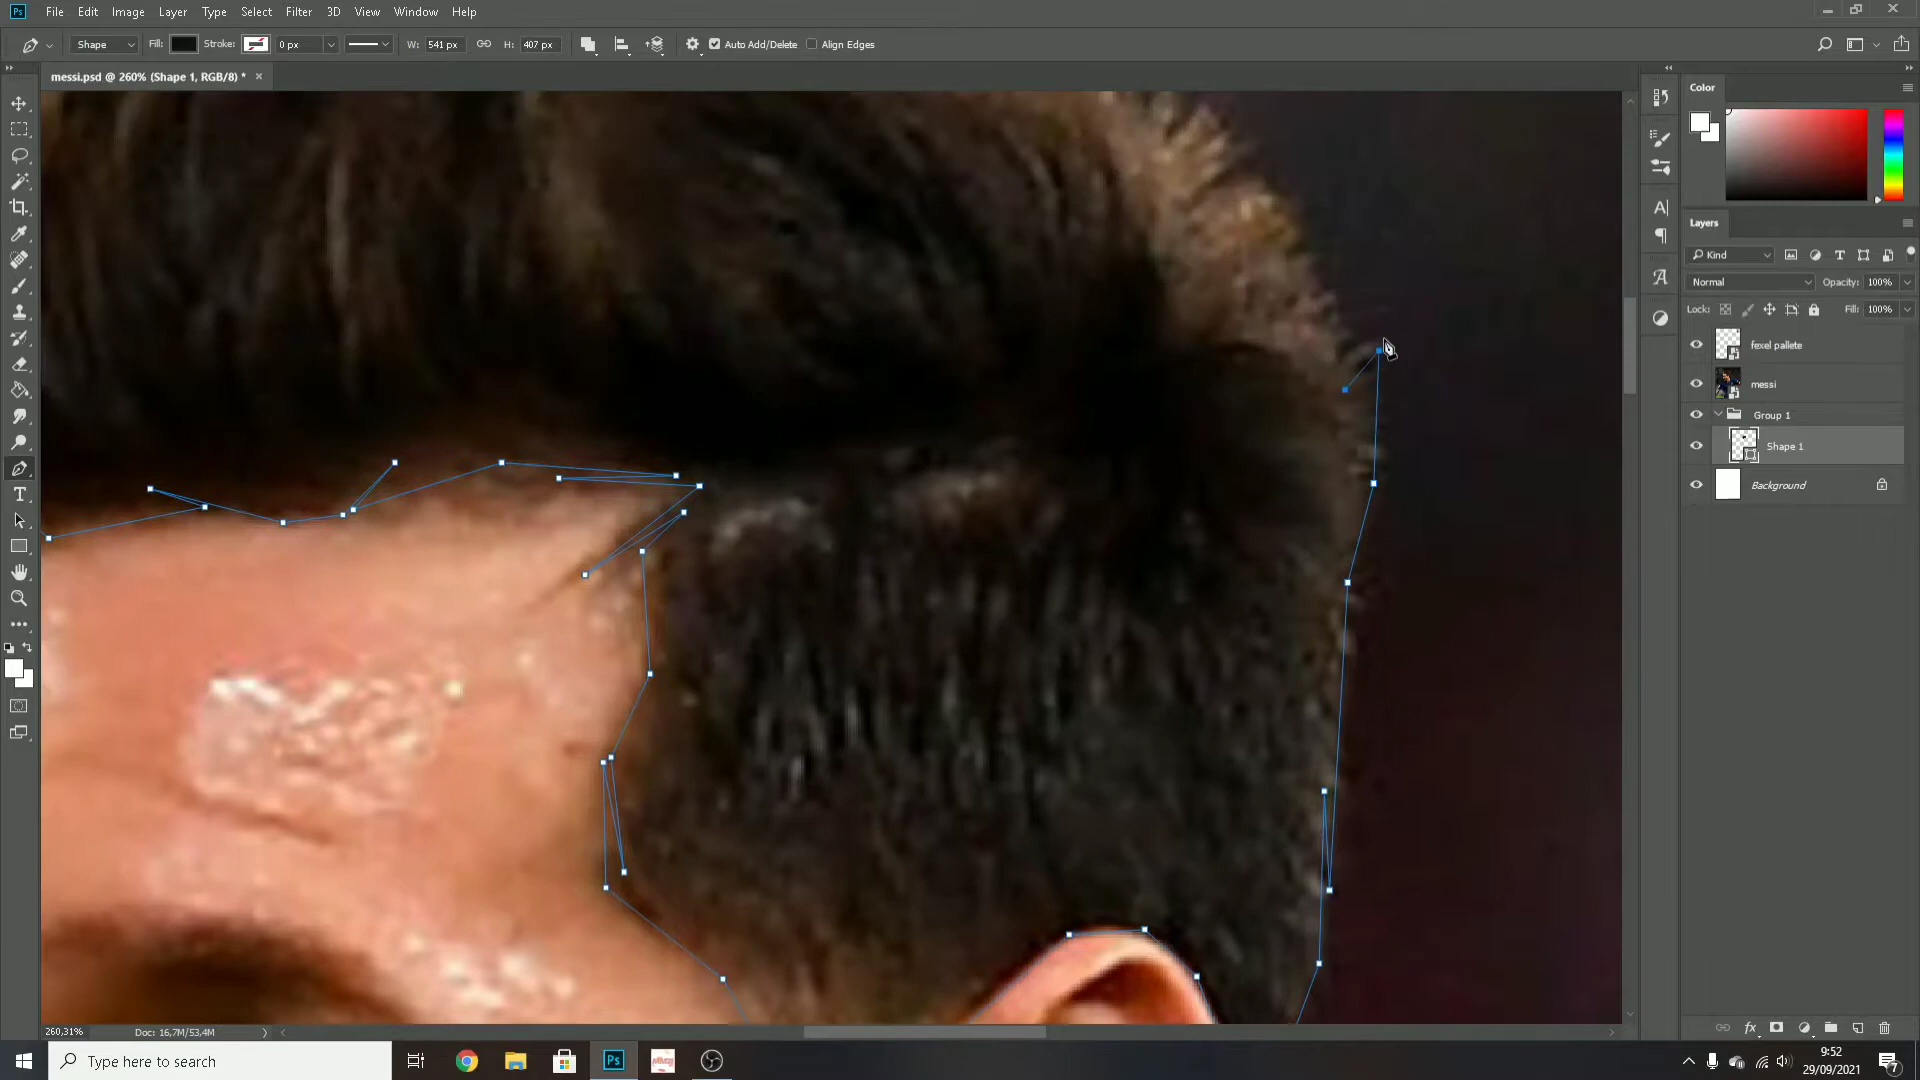 Ps File Edit Image Layer Type Select Filter 3D View Window Help
Shape Fill: Stroke: 0 px W: 541 px H: 407 px Auto Add/Delete Align Edges
messi.psd @ 260% (Shape 1, RGB/8) * ×
Color
Layers
Kind
Normal Opacity: 100%
Lock: Fill: 100%
fexel pallete
messi
Group 1
Shape 1
Background
260,31% Doc: 16,7M/53,4M
Type here to search
Ps
9:52
29/09/2021
7